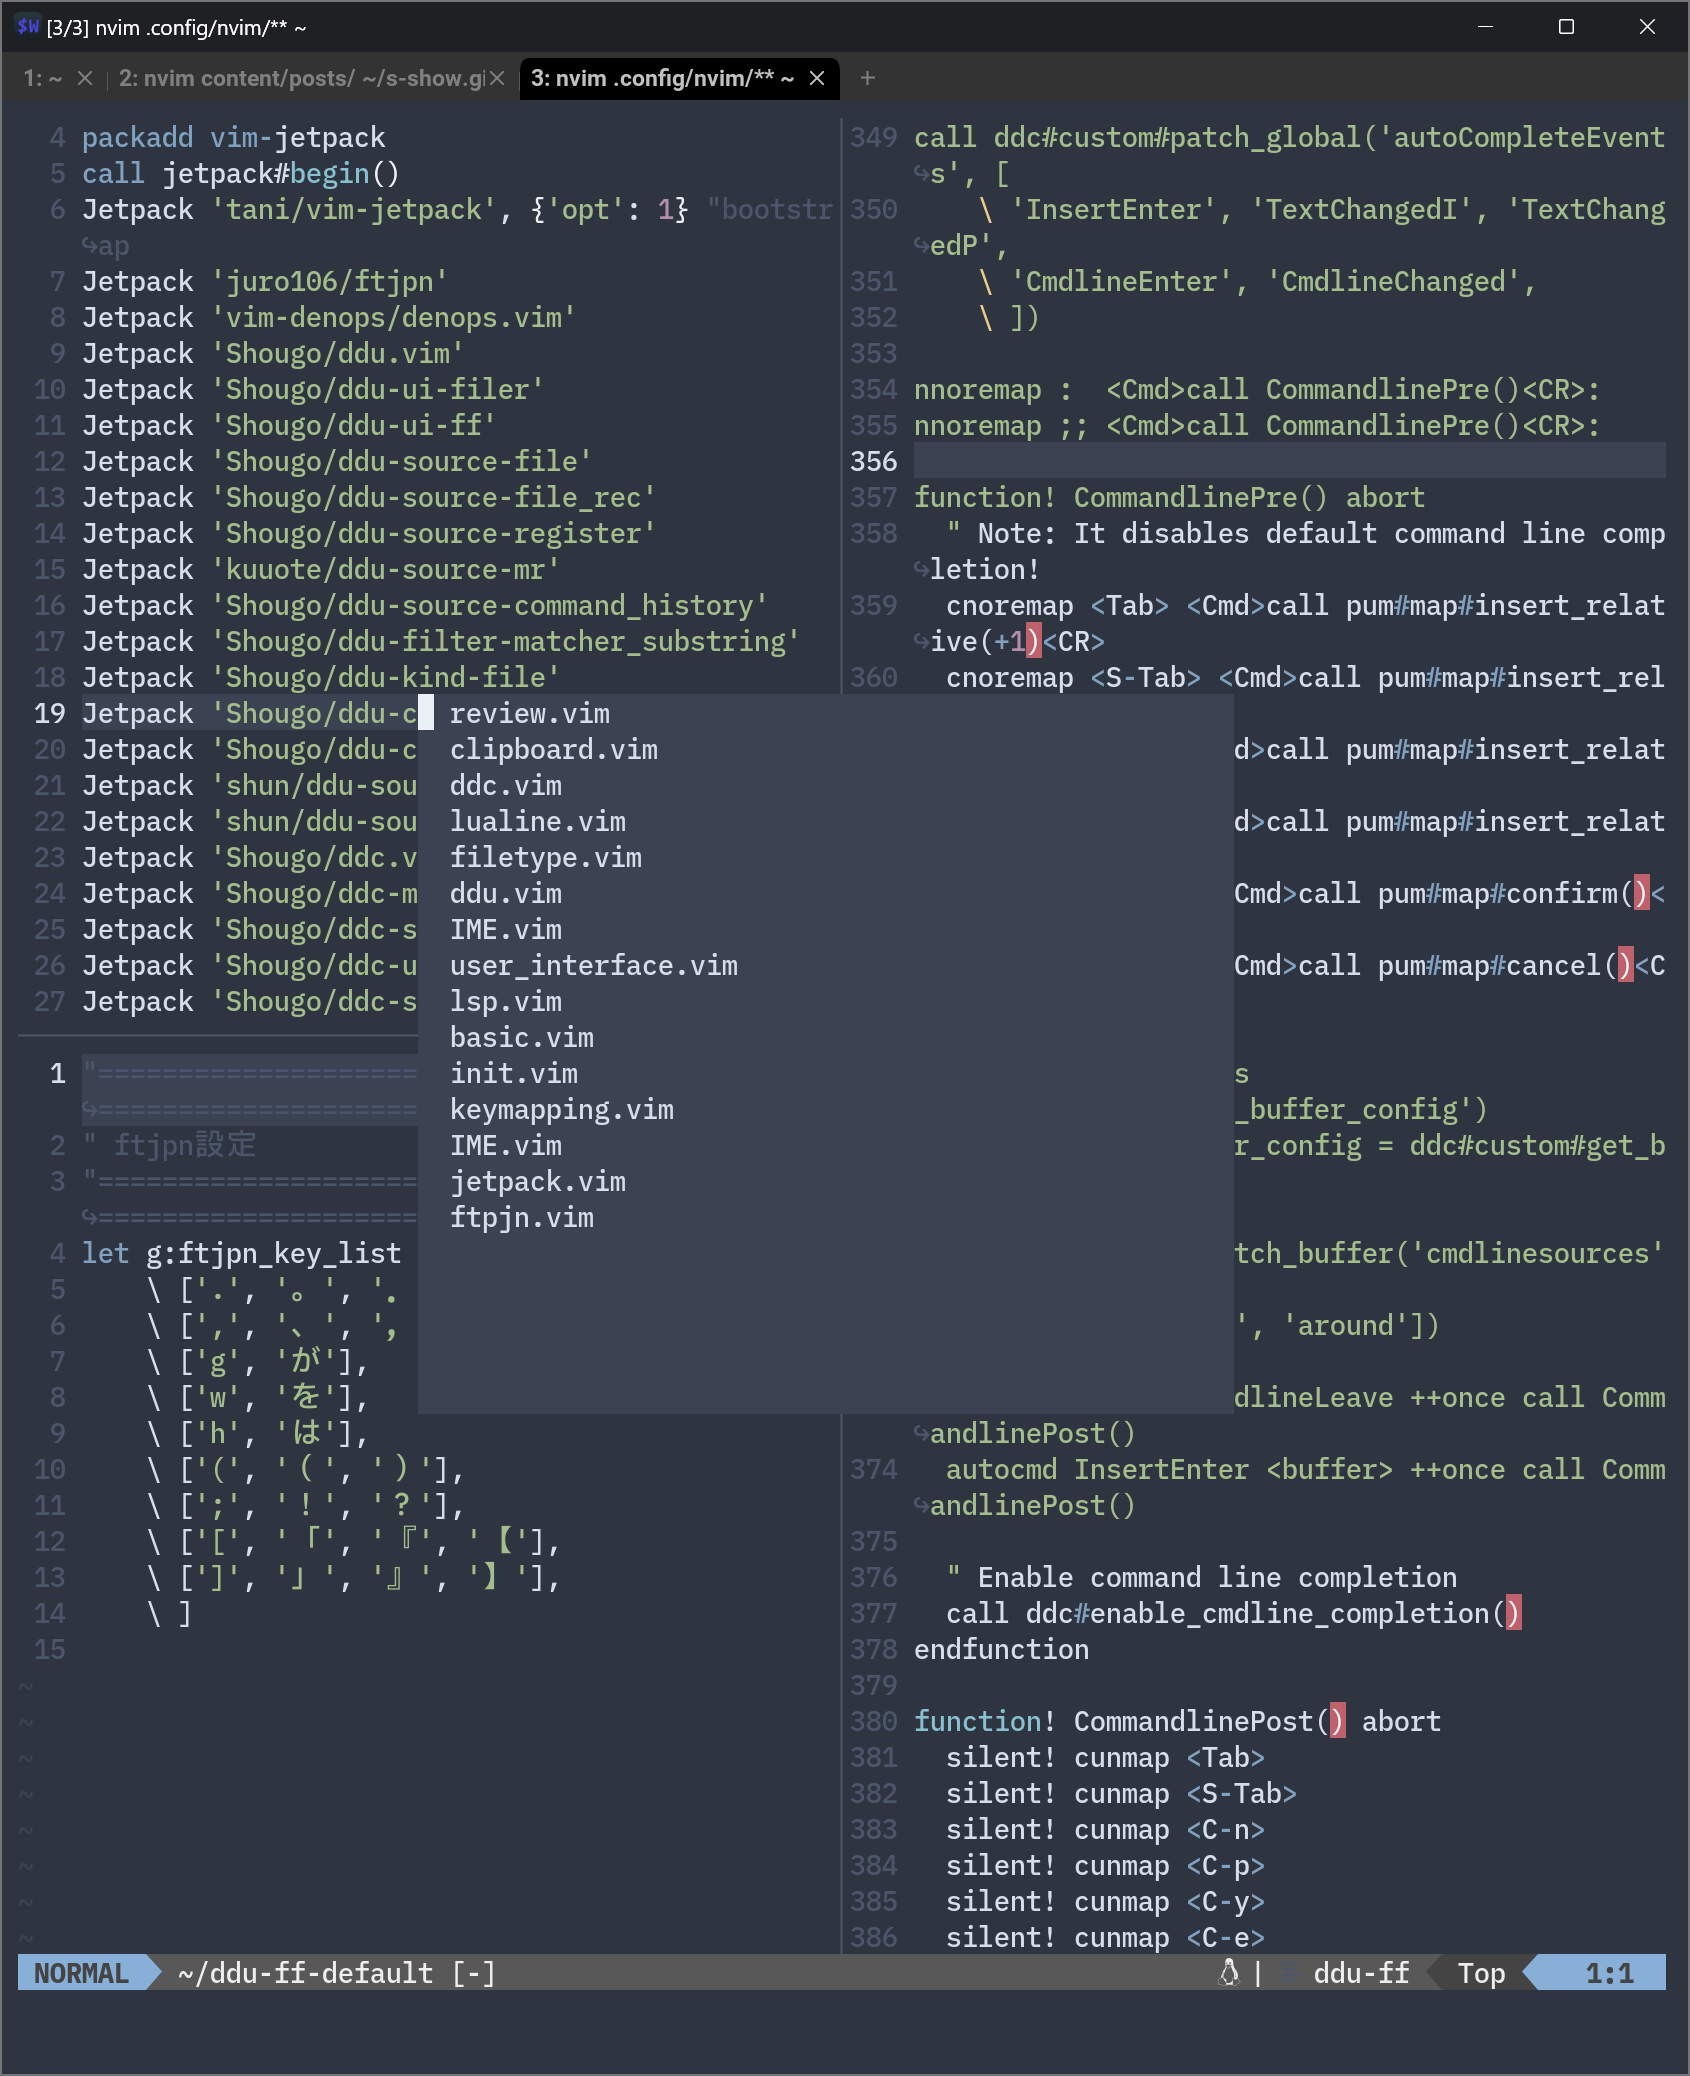 $W [3/3] nvim .config/nvim/** ~
1: ~
2: nvim content/posts/ ~/s-show.gi
3: nvim .config/nvim/** ~
4 packadd vim-jetpack
5 call jetpack#begin()
6 Jetpack 'tani/vim-jetpack', {'opt': 1} "bootstr
↪ap
7 Jetpack 'juro106/ftjpn'
8 Jetpack 'vim-denops/denops.vim'
9 Jetpack 'Shougo/ddu.vim'
10 Jetpack 'Shougo/ddu-ui-filer'
11 Jetpack 'Shougo/ddu-ui-ff'
12 Jetpack 'Shougo/ddu-source-file'
13 Jetpack 'Shougo/ddu-source-file_rec'
14 Jetpack 'Shougo/ddu-source-register'
15 Jetpack 'kuuote/ddu-source-mr'
16 Jetpack 'Shougo/ddu-source-command_history'
17 Jetpack 'Shougo/ddu-filter-matcher_substring'
18 Jetpack 'Shougo/ddu-kind-file'
19 Jetpack 'Shougo/ddu-c
20 Jetpack 'Shougo/ddu-c
21 Jetpack 'shun/ddu-sou
22 Jetpack 'shun/ddu-sou
23 Jetpack 'Shougo/ddc.v
24 Jetpack 'Shougo/ddc-m
25 Jetpack 'Shougo/ddc-s
26 Jetpack 'Shougo/ddc-u
27 Jetpack 'Shougo/ddc-s
1 "====================
↪=====================
2 " ftjpn設定
3 "====================
↪=====================
4 let g:ftjpn_key_list
5 \ ['.', '。', '．
6 \ [',', '、', '，
7 \ ['g', 'が'],
8 \ ['w', 'を'],
9 \ ['h', 'は'],
10 \ ['(', '（', '）'],
11 \ [';', '！', '？'],
12 \ ['[', '「', '『', '【'],
13 \ [']', '」', '』', '】'],
14 \ ]
15
~
~
~
~
~
~
~
~
review.vim
clipboard.vim
ddc.vim
lualine.vim
filetype.vim
ddu.vim
IME.vim
user_interface.vim
lsp.vim
basic.vim
init.vim
keymapping.vim
IME.vim
jetpack.vim
ftpjn.vim
349 call ddc#custom#patch_global('autoCompleteEvent
↪s', [
350 \ 'InsertEnter', 'TextChangedI', 'TextChang
↪edP',
351 \ 'CmdlineEnter', 'CmdlineChanged',
352 \ ])
353
354 nnoremap :  <Cmd>call CommandlinePre()<CR>:
355 nnoremap ;; <Cmd>call CommandlinePre()<CR>:
356
357 function! CommandlinePre() abort
358 " Note: It disables default command line comp
↪letion!
359 cnoremap <Tab> <Cmd>call pum#map#insert_relat
↪ive(+1)<CR>
360 cnoremap <S-Tab> <Cmd>call pum#map#insert_rel
d>call pum#map#insert_relat
d>call pum#map#insert_relat
Cmd>call pum#map#confirm()<
Cmd>call pum#map#cancel()<C
s
_buffer_config')
r_config = ddc#custom#get_b
tch_buffer('cmdlinesources'
', 'around'])
dlineLeave ++once call Comm
↪andlinePost()
374 autocmd InsertEnter <buffer> ++once call Comm
↪andlinePost()
375
376 " Enable command line completion
377 call ddc#enable_cmdline_completion()
378 endfunction
379
380 function! CommandlinePost() abort
381 silent! cunmap <Tab>
382 silent! cunmap <S-Tab>
383 silent! cunmap <C-n>
384 silent! cunmap <C-p>
385 silent! cunmap <C-y>
386 silent! cunmap <C-e>
NORMAL ~/ddu-ff-default [-] | ddu-ff Top 1:1